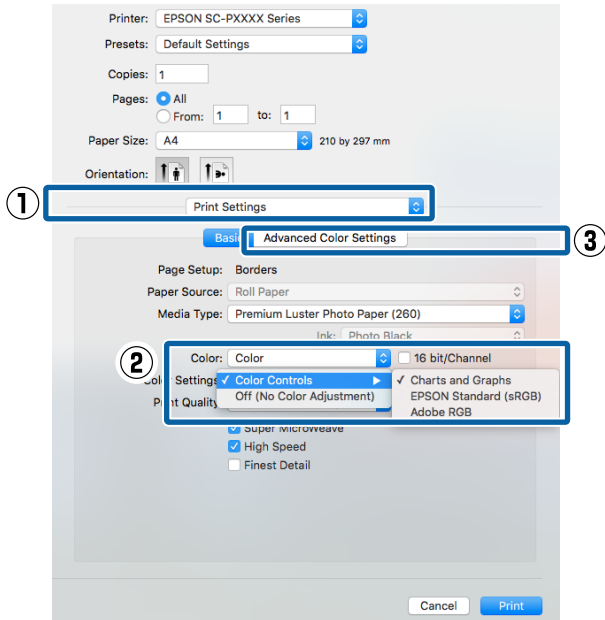 Printer: EPSON SC-PXXXX Series
Presets: Default Settings
Copies: 1
Pages: All
From: 1 to: 1
Paper Size: A4 210 by 297 mm
Orientation:
① Print Settings
Basic Advanced Color Settings ③
Page Setup: Borders
Paper Source: Roll Paper
Media Type: Premium Luster Photo Paper (260)
Ink: Photo Black
② Color: Color 16 bit/Channel
Color Settings ✓ Color Controls ▶ ✓ Charts and Graphs
Off (No Color Adjustment) EPSON Standard (sRGB)
Print Quality Adobe RGB
Super MicroWeave
High Speed
Finest Detail
Cancel Print